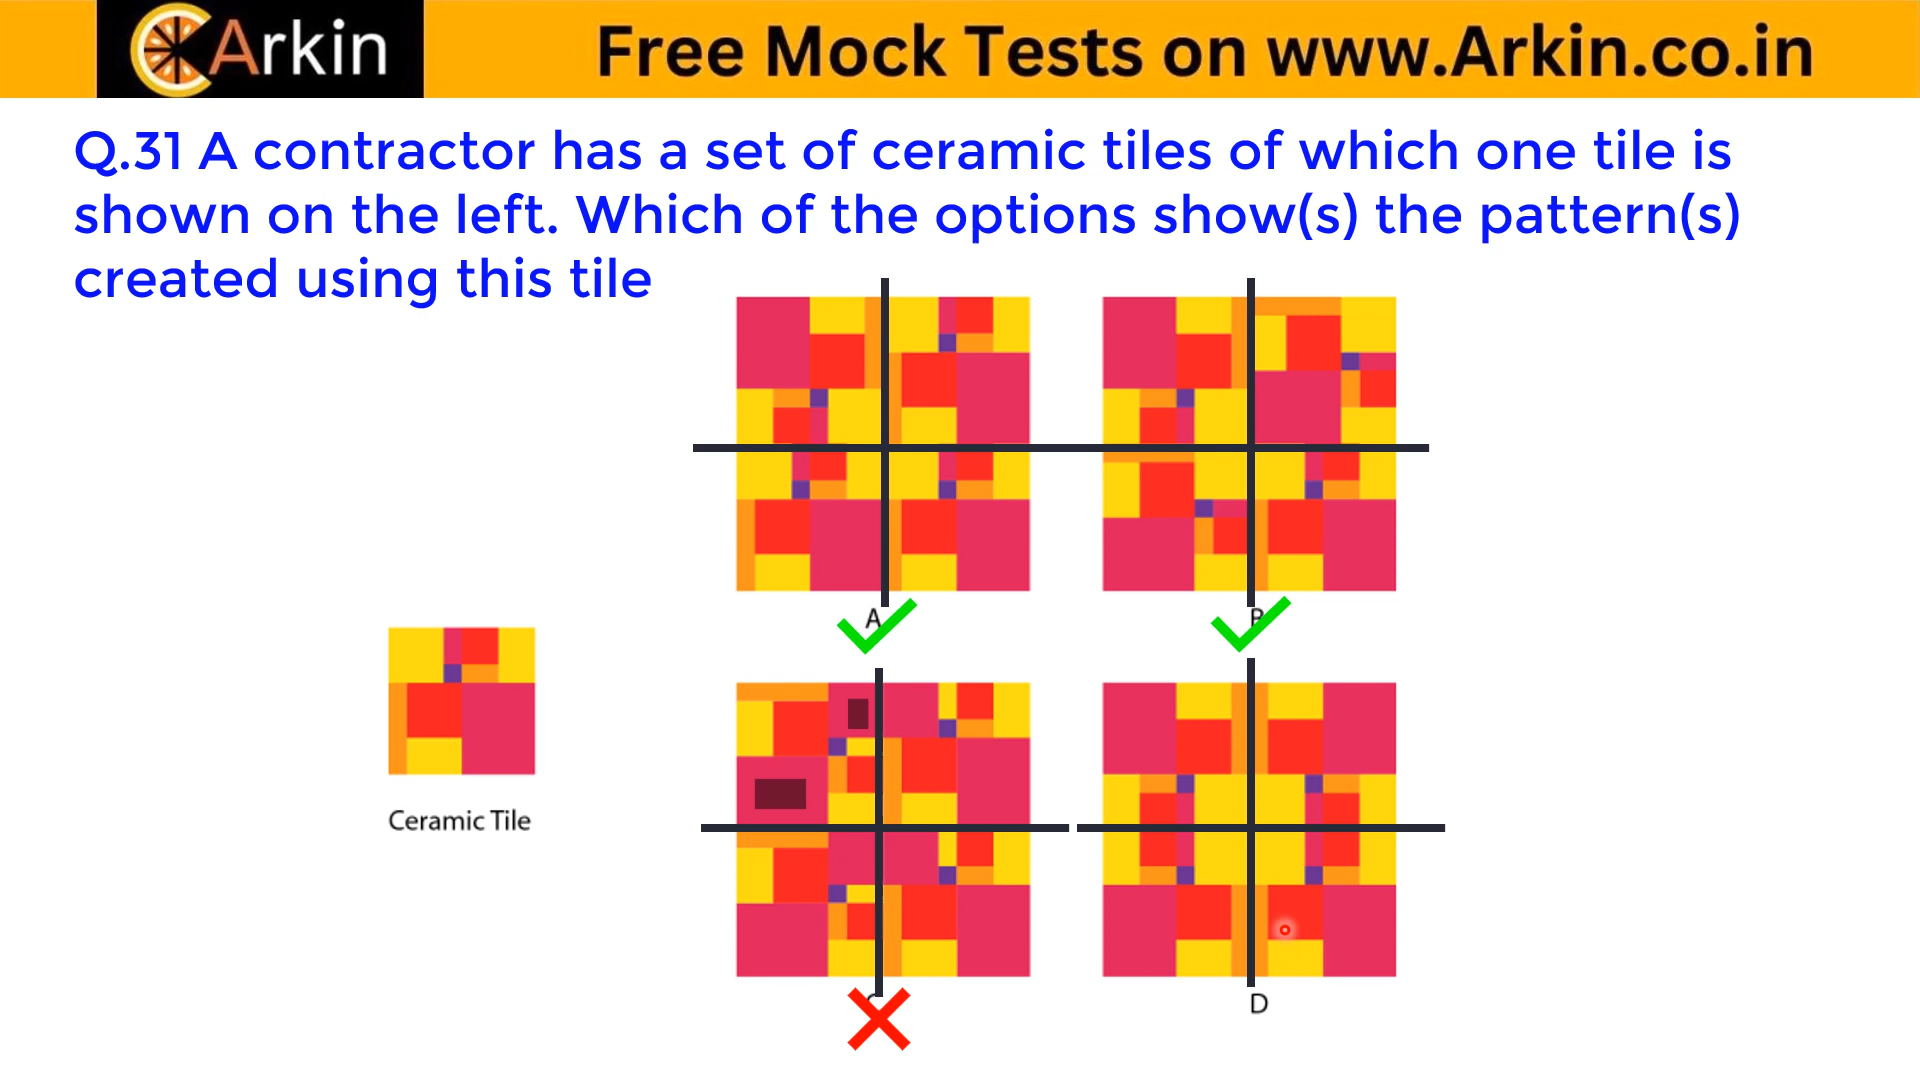 Arkin
Free Mock Tests on www.Arkin.co.in
Q.31 A contractor has a set of ceramic tiles of which one tile is
shown on the left. Which of the options show(s) the pattern(s)
created using this tile
A
B
Ceramic Tile
C
D